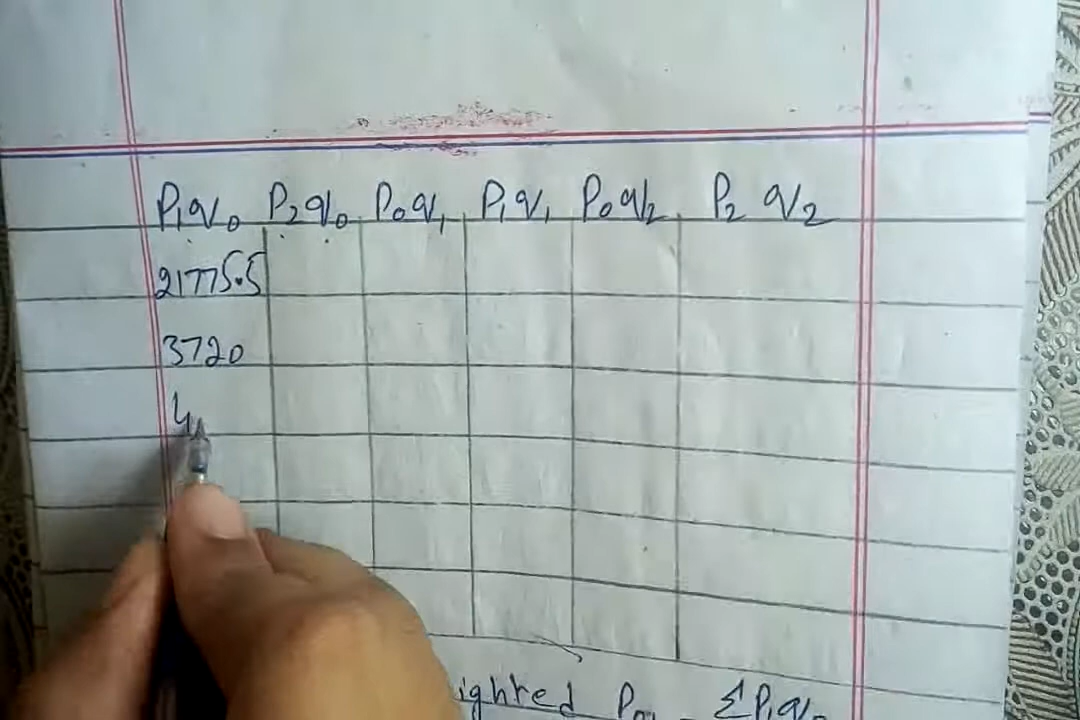 P₁q₀ P₂q₀ P₀q₁ P₁q₁ P₀q₂ P₂q₂
21775.5
3720
4
ighted P₀₁ = ΣP₁q₀